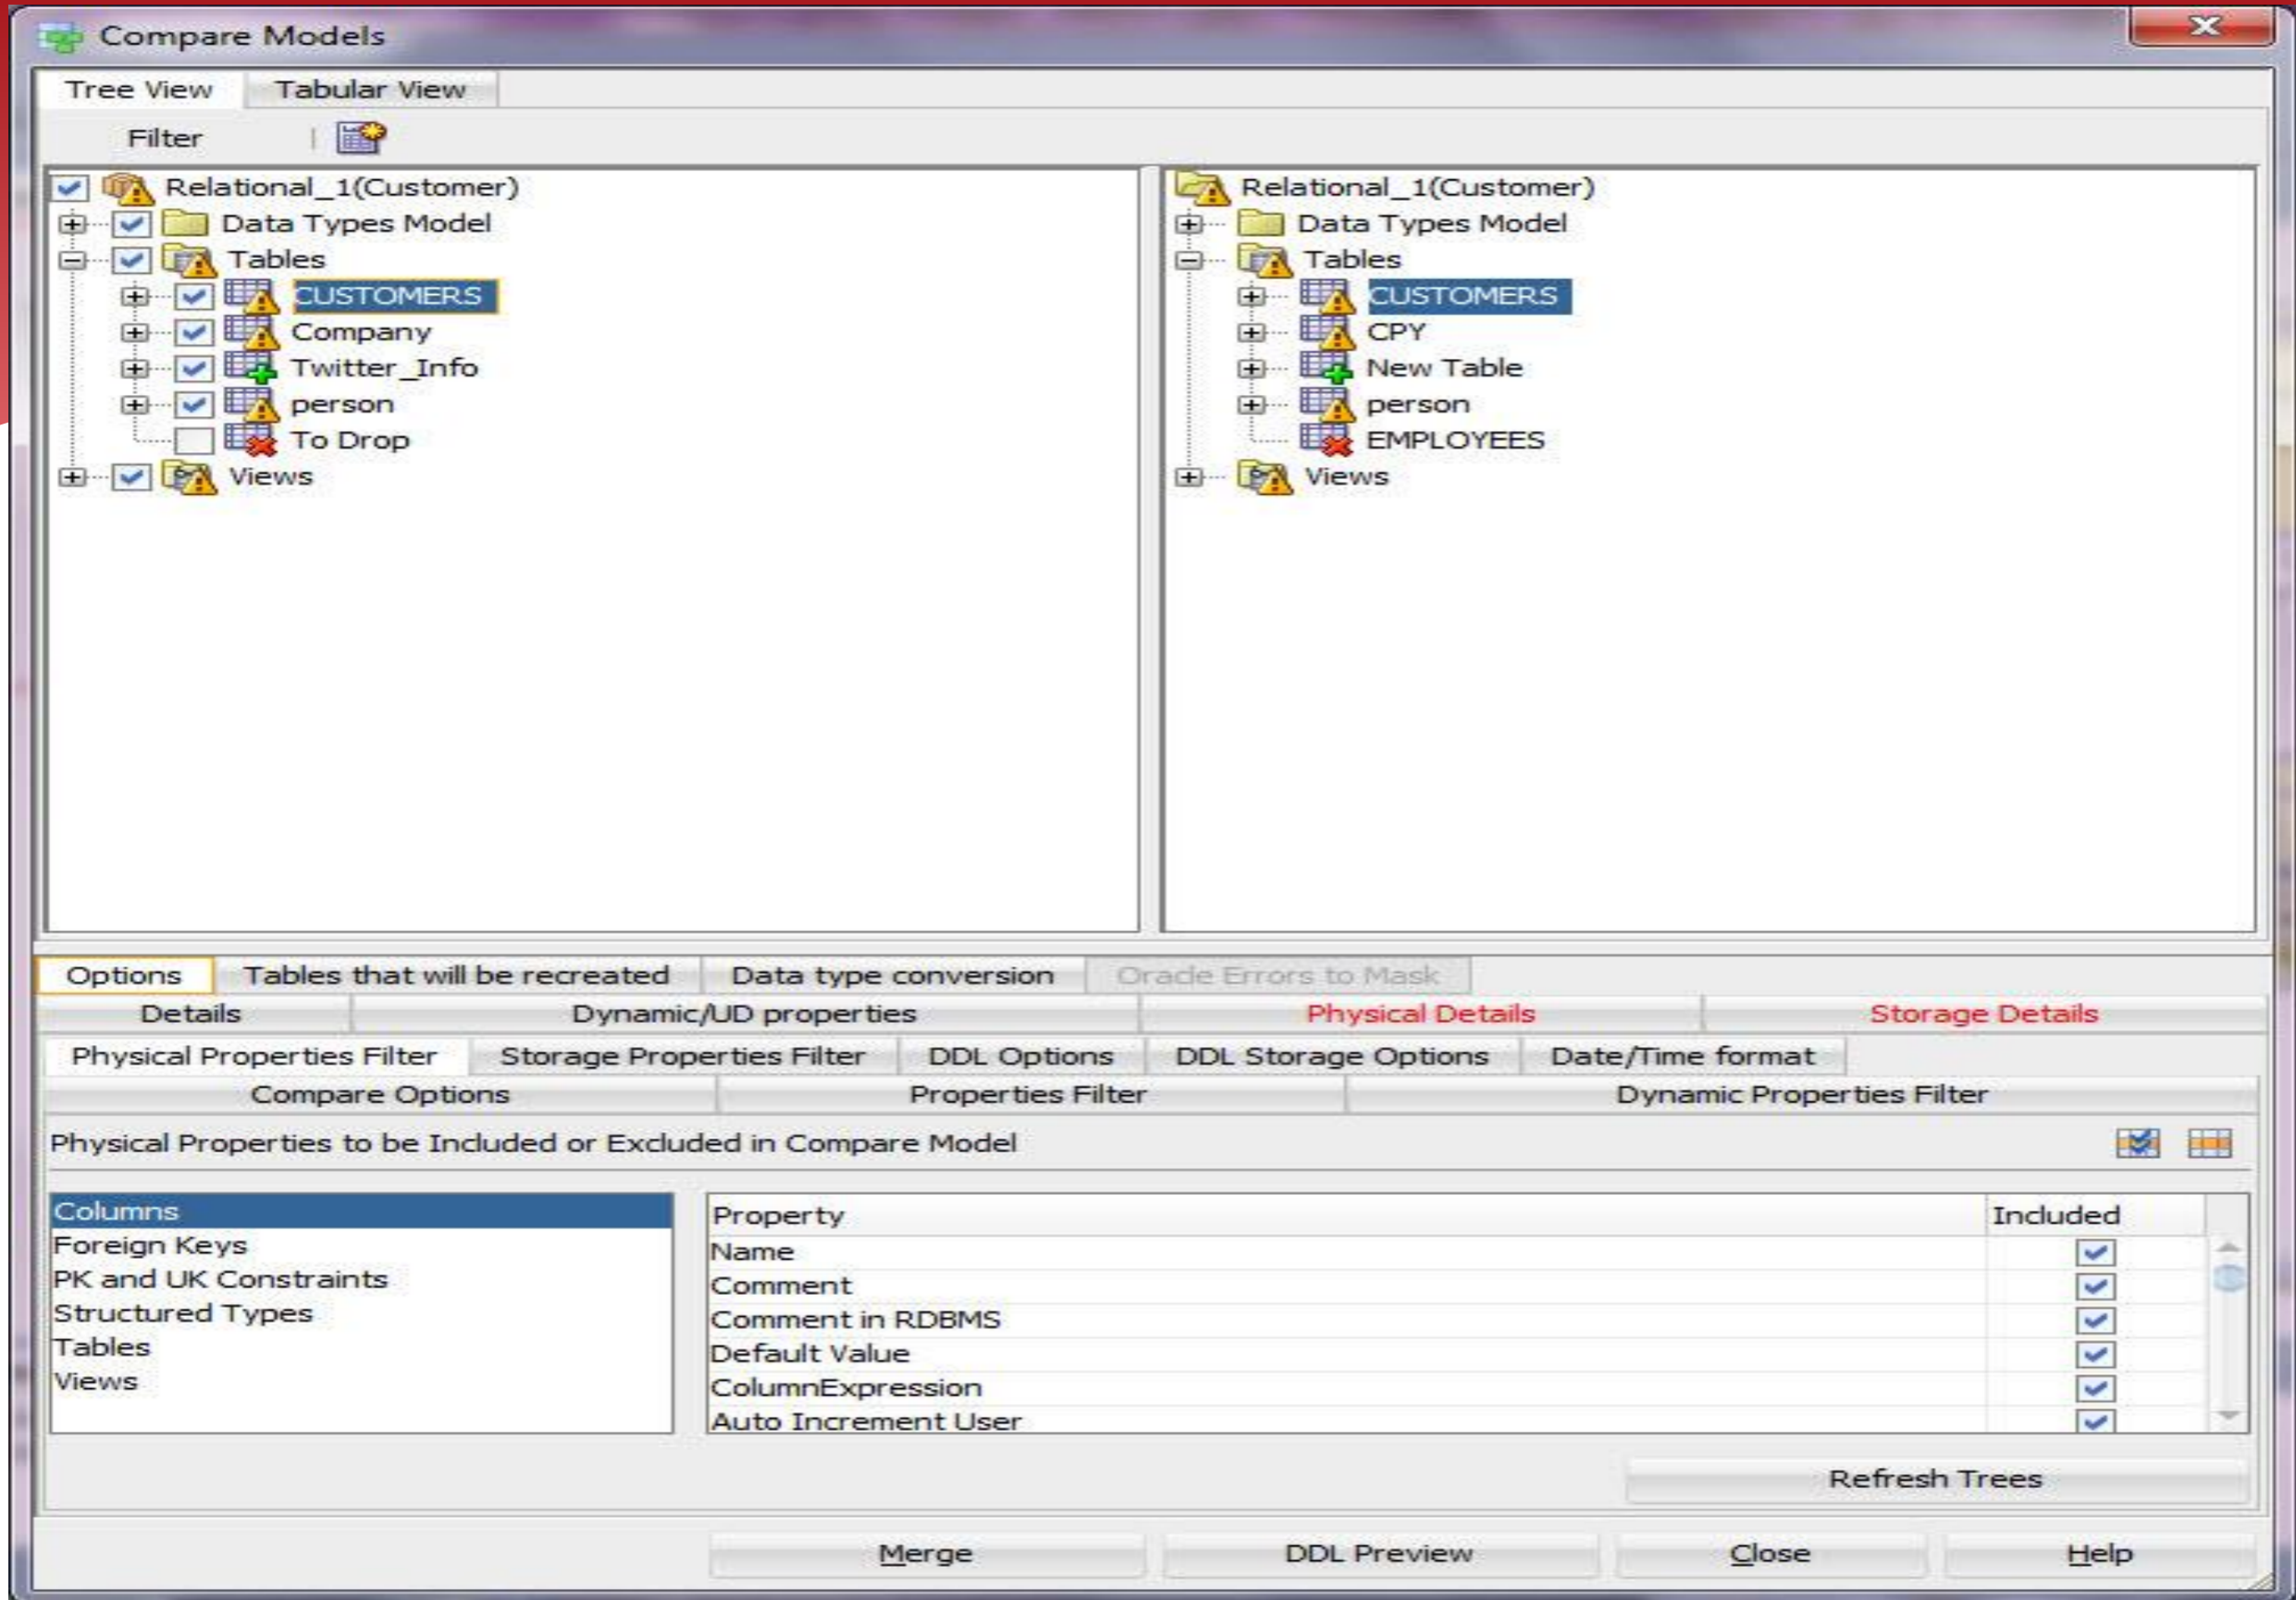 Compare Models
Tree View Tabular View
Filter
Relational_1(Customer)
Data Types Model
Tables
CUSTOMERS
Company
Twitter_Info
person
To Drop
Views
Relational_1(Customer)
Data Types Model
Tables
CUSTOMERS
CPY
New Table
person
EMPLOYEES
Views
Options Tables that will be recreated Data type conversion Oracle Errors to Mask
Details Dynamic/UD properties Physical Details Storage Details
Physical Properties Filter Storage Properties Filter DDL Options DDL Storage Options Date/Time format
Compare Options Properties Filter Dynamic Properties Filter
Physical Properties to be Included or Excluded in Compare Model
Columns
Foreign Keys
PK and UK Constraints
Structured Types
Tables
Views
Property Included
Name
Comment
Comment in RDBMS
Default Value
ColumnExpression
Auto Increment User
Refresh Trees
Merge DDL Preview Close Help